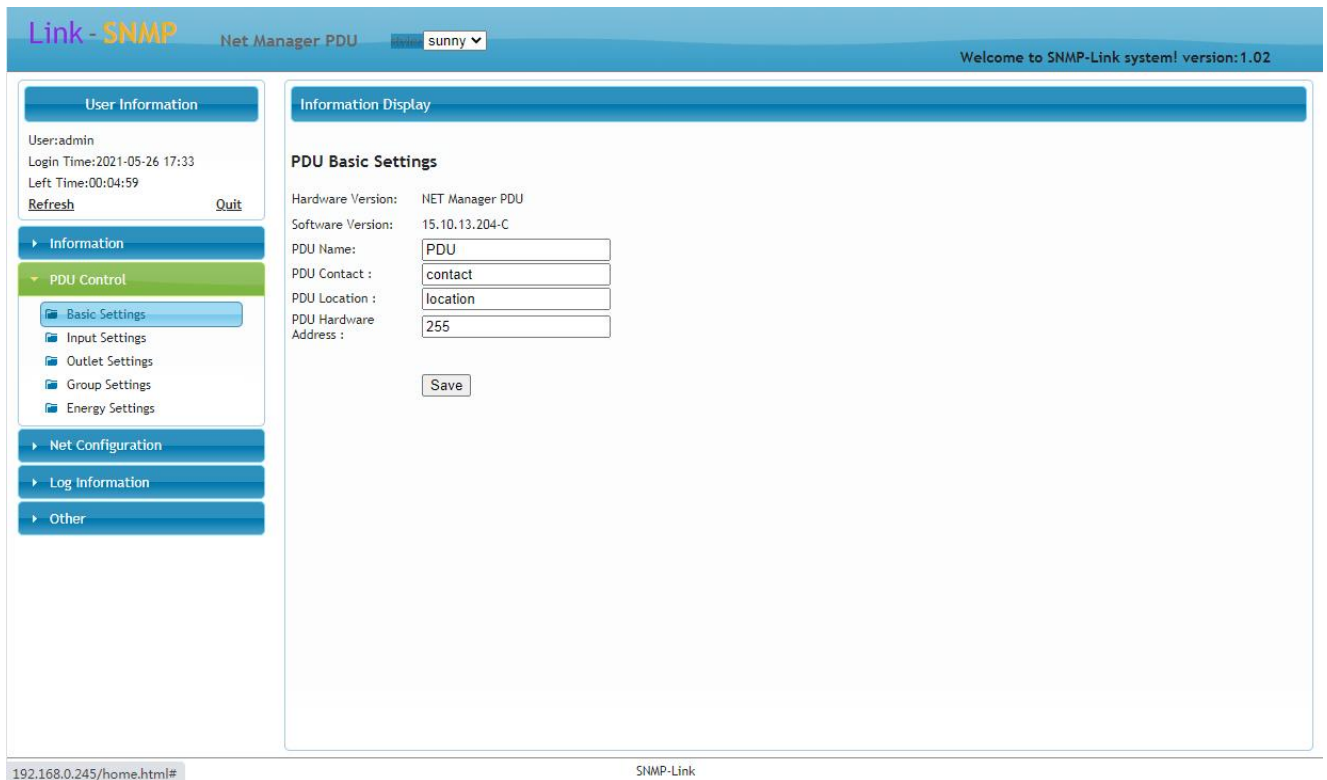 Link - SNMP
Net Manager PDU
sunny
Welcome to SNMP-Link system! version:1.02
User Information
User:admin
Login Time:2021-05-26 17:33
Left Time:00:04:59
Refresh Quit
Information
PDU Control
Basic Settings
Input Settings
Outlet Settings
Group Settings
Energy Settings
Net Configuration
Log Information
Other
Information Display
PDU Basic Settings
Hardware Version: NET Manager PDU
Software Version: 15.10.13.204-C
PDU Name: PDU
PDU Contact : contact
PDU Location : location
PDU Hardware
Address : 255
Save
192.168.0.245/home.html#
SNMP-Link